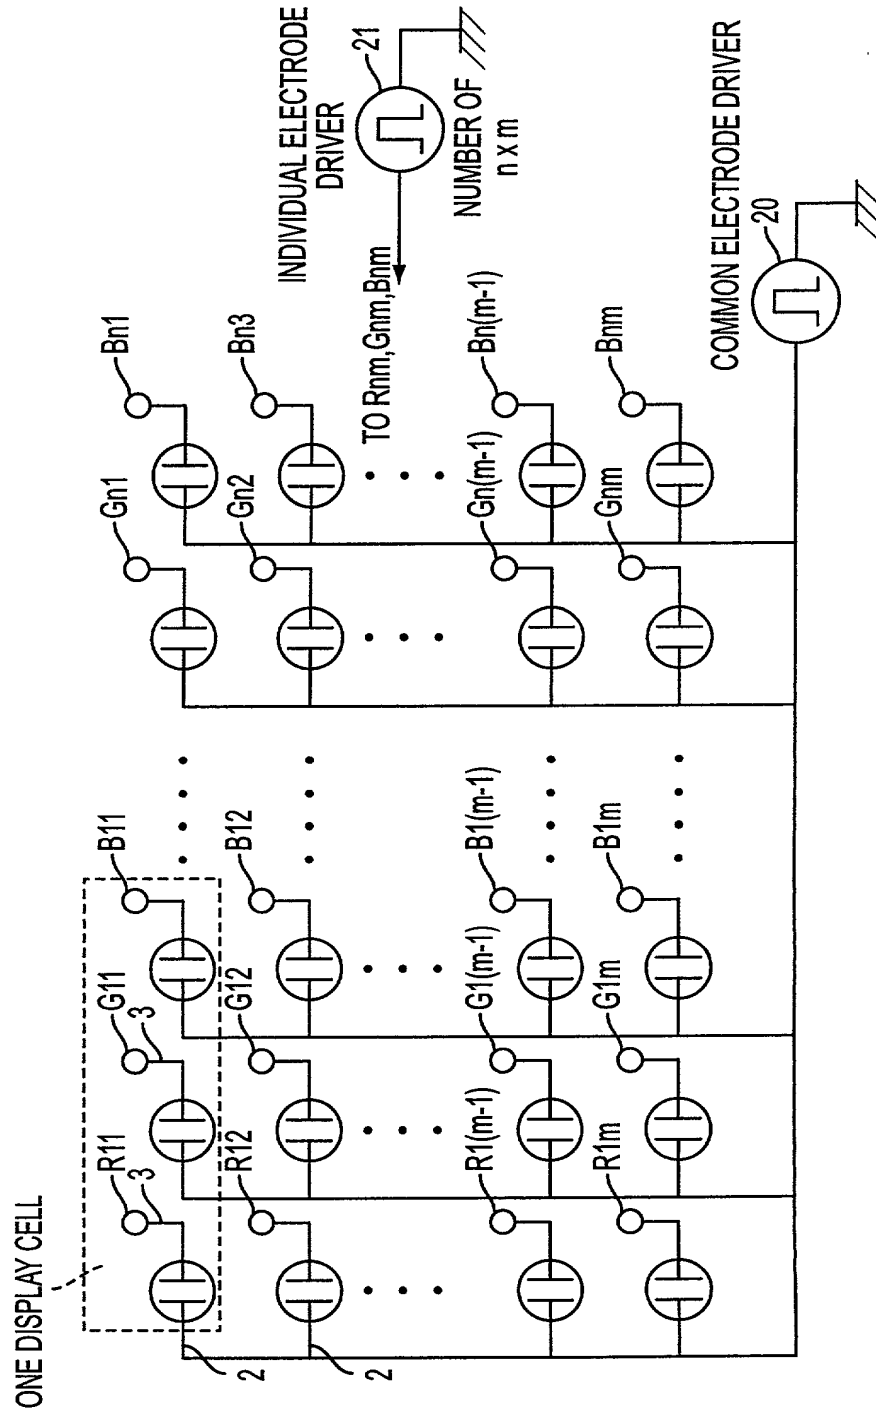 ONE DISPLAY CELL
R11
3
G11
3
B11
Gn1
Bn1
2
R12
G12
B12
Gn2
Bn3
2
R1(m-1)
G1(m-1)
B1(m-1)
Gn(m-1)
Bn(m-1)
R1m
G1m
B1m
Gnm
Bnm
INDIVIDUAL ELECTRODE
DRIVER
21
NUMBER OF
n x m
TO Rnm,Gnm,Bnm
COMMON ELECTRODE DRIVER
20